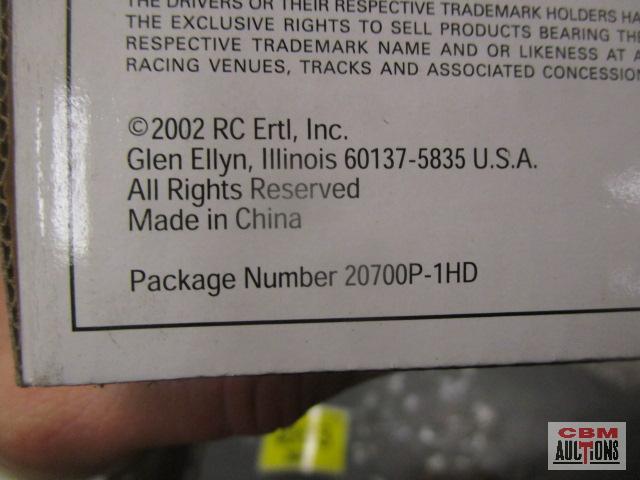 THE DRIVERS OR THEIR RESPECTIVE TRADEMARK HOLDERS HA
THE EXCLUSIVE RIGHTS TO SELL PRODUCTS BEARING THE
RESPECTIVE TRADEMARK NAME AND OR LIKENESS AT A
RACING VENUES, TRACKS AND ASSOCIATED CONCESSION
©2002 RC Ertl, Inc.
Glen Ellyn, Illinois 60137-5835 U.S.A.
All Rights Reserved
Made in China
Package Number 20700P-1HD
CBM
AUCTIONS